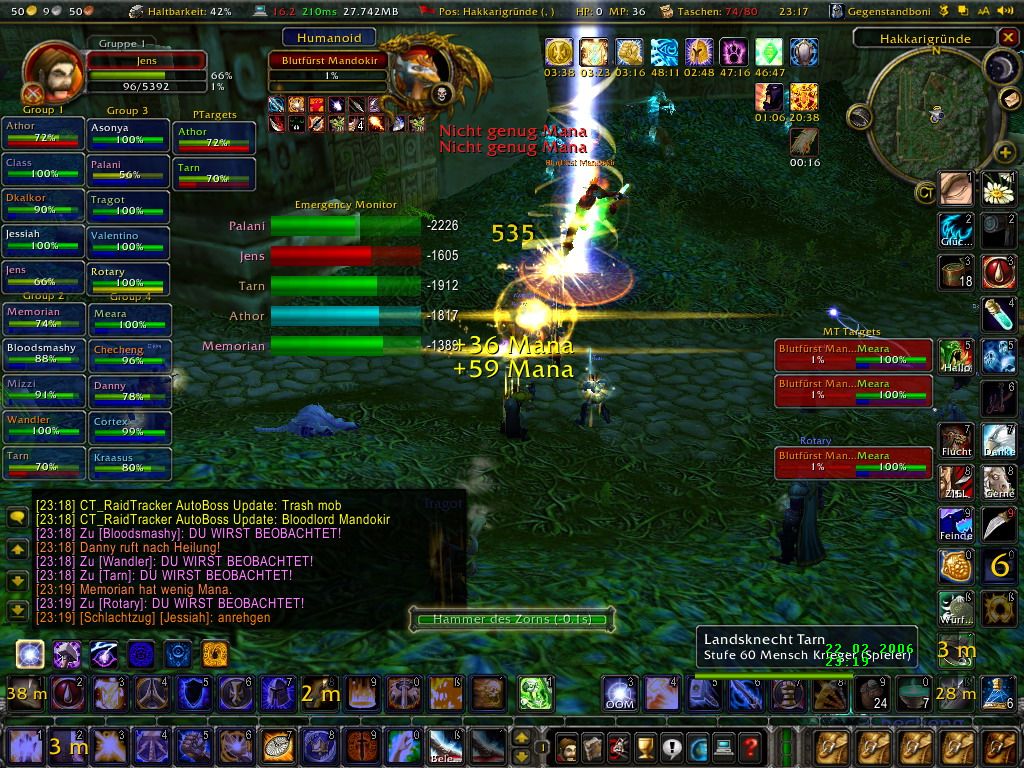 50 9 50 Haltbarkeit: 42% 16.2 210ms 27.742MB Pos: Hakkarigründe (, ) HP: 0 MP: 36 Taschen: 74/80 23:17 Gegenstandboni
Gruppe 1
Jens
66%
96/5392 1%
Humanoid
Blutfürst Mandokir
1%
03:38 03:23 03:16 48:11 02:48 47:16 46:47
01:06 20:38
00:16
Hakkarigründe
N
CT
Group 1
Athor
72%
Class
100%
Dkalkor
90%
Jessiah
100%
Jens
66%
Group 2
Memorian
74%
Bloodsmashy
88%
Mizzi
91%
Wandler
100%
Tarn
70%
Group 3
Asonya
100%
Palani
56%
Tragot
100%
Valentino
100%
Rotary
100%
Group 4
Meara
100%
Checheng
96%
Danny
78%
Cortex
99%
Kraasus
80%
PTargets
Athor
72%
Tarn
70%
Nicht genug Mana
Nicht genug Mana
Blutfürst Mandokir
Emergency Monitor
Palani -2226
Jens -1605
Tarn -1912
Athor -1817
Memorian -1389
535
+36 Mana
+59 Mana
MT Targets
Blutfürst Man... Meara
1% 100%
Blutfürst Man... Meara
1% 100%
Rotary
Blutfürst Man... Meara
1% 100%
Tragot
[23:18] CT_RaidTracker AutoBoss Update: Trash mob
[23:18] CT_RaidTracker AutoBoss Update: Bloodlord Mandokir
[23:18] Zu [Bloodsmashy]: DU WIRST BEOBACHTET!
[23:18] Danny ruft nach Heilung!
[23:18] Zu [Wandler]: DU WIRST BEOBACHTET!
[23:18] Zu [Tarn]: DU WIRST BEOBACHTET!
[23:19] Memorian hat wenig Mana.
[23:19] Zu [Rotary]: DU WIRST BEOBACHTET!
[23:19] [Schlachtzug] [Jessiah]: anrehgen
Hammer des Zorns (-0.1s)
Landsknecht Tarn
Stufe 60 Mensch Krieger (Spieler)
22 02 2006
23:19
Glüc...
18
Hallo
Flucht Danke
ZIEL Gerne
Feinde
6
Würf...
3 m
38 m 2 m OOM 24 7 28 m 6
3 m Bele... 1